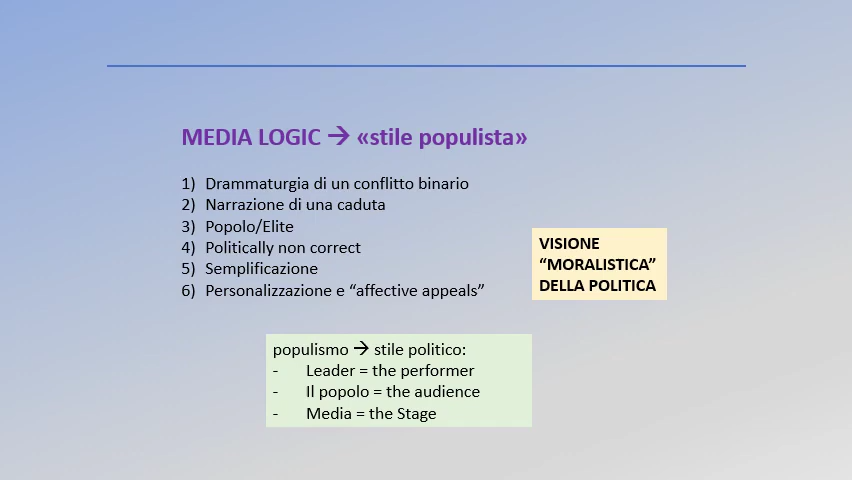 MEDIA LOGIC → «stile populista»
1) Drammaturgia di un conflitto binario
2) Narrazione di una caduta
3) Popolo/Elite
4) Politically non correct
5) Semplificazione
6) Personalizzazione e “affective appeals”
VISIONE
“MORALISTICA”
DELLA POLITICA
populismo → stile politico:
- Leader = the performer
- Il popolo = the audience
- Media = the Stage